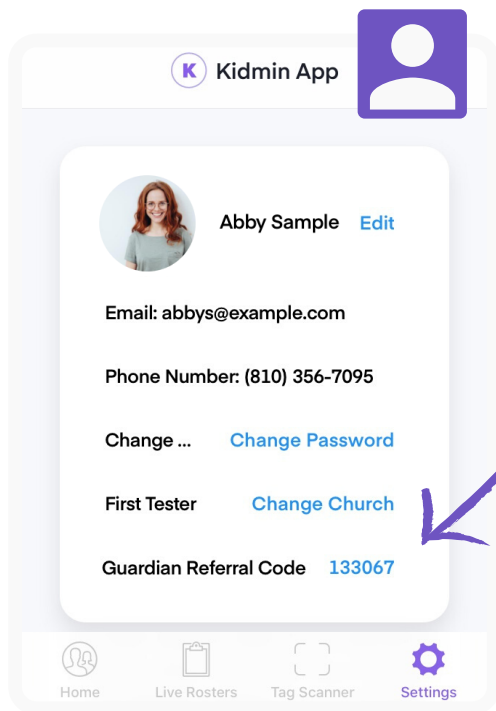 K Kidmin App
Abby Sample Edit
Email: abbys@example.com
Phone Number: (810) 356-7095
Change ... Change Password
First Tester Change Church
Guardian Referral Code 133067
Home Live Rosters Tag Scanner Settings